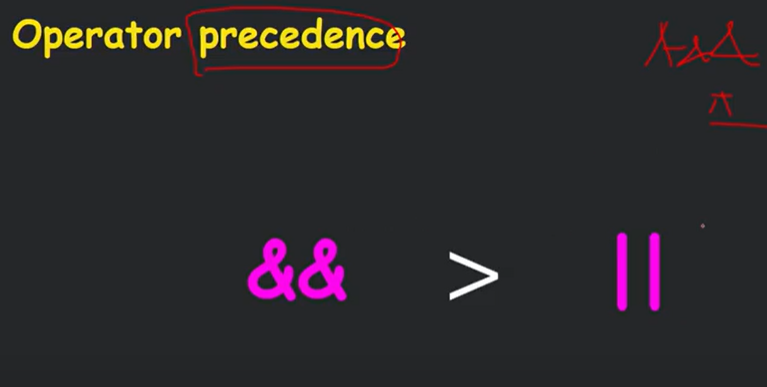 Operator precedence
&& > ||